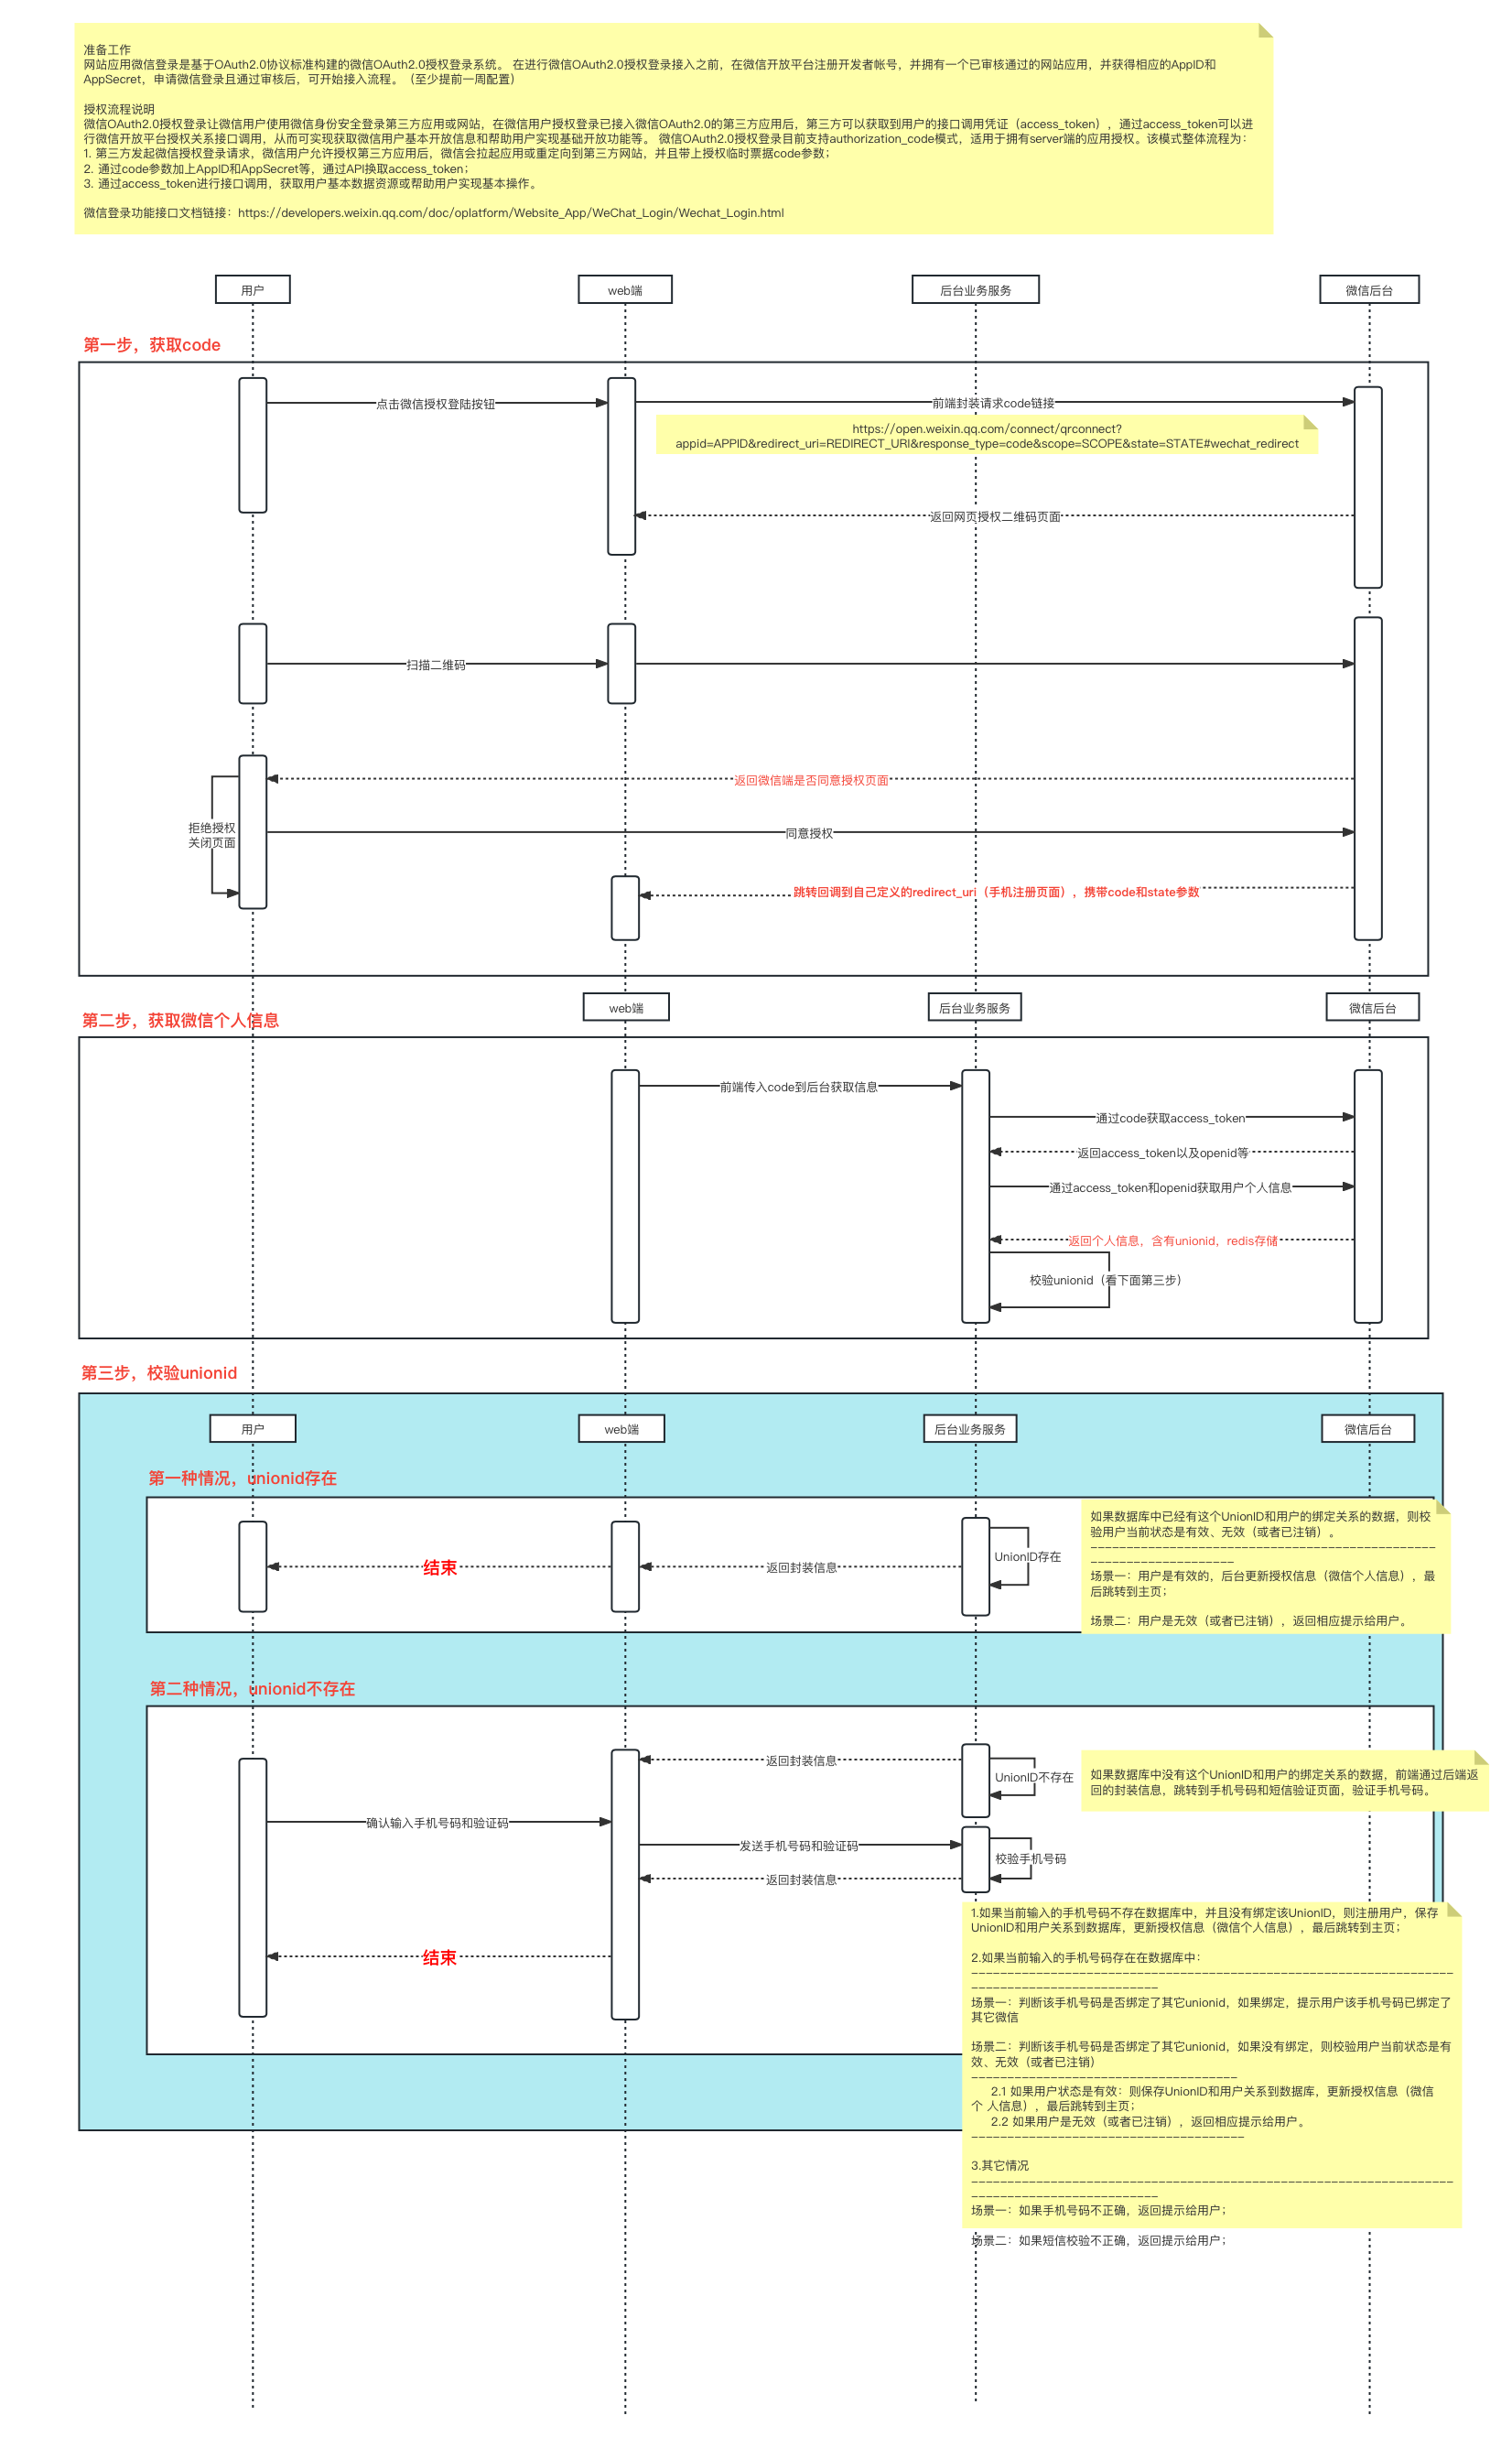 准备工作
网站应用微信登录是基于OAuth2.0协议标准构建的微信OAuth2.0授权登录系统。 在进行微信OAuth2.0授权登录接入之前，在微信开放平台注册开发者帐号，并拥有一个已审核通过的网站应用，并获得相应的AppID和
AppSecret，申请微信登录且通过审核后，可开始接入流程。（至少提前一周配置）
授权流程说明
微信OAuth2.0授权登录让微信用户使用微信身份安全登录第三方应用或网站，在微信用户授权登录已接入微信OAuth2.0的第三方应用后，第三方可以获取到用户的接口调用凭证（access_token），通过access_token可以进
行微信开放平台授权关系接口调用，从而可实现获取微信用户基本开放信息和帮助用户实现基础开放功能等。 微信OAuth2.0授权登录目前支持authorization_code模式，适用于拥有server端的应用授权。该模式整体流程为：
1. 第三方发起微信授权登录请求，微信用户允许授权第三方应用后，微信会拉起应用或重定向到第三方网站，并且带上授权临时票据code参数；
2. 通过code参数加上AppID和AppSecret等，通过API换取access_token；
3. 通过access_token进行接口调用，获取用户基本数据资源或帮助用户实现基本操作。
微信登录功能接口文档链接：https://developers.weixin.qq.com/doc/oplatform/Website_App/WeChat_Login/Wechat_Login.html
用户
web端
后台业务服务
微信后台
第一步，获取code
点击微信授权登陆按钮
前端封装请求code链接
https://open.weixin.qq.com/connect/qrconnect?
appid=APPID&redirect_uri=REDIRECT_URI&response_type=code&scope=SCOPE&state=STATE#wechat_redirect
返回网页授权二维码页面
扫描二维码
返回微信端是否同意授权页面
拒绝授权
关闭页面
同意授权
跳转回调到自己定义的redirect_uri（手机注册页面），携带code和state参数
web端
后台业务服务
微信后台
第二步，获取微信个人信息
前端传入code到后台获取信息
通过code获取access_token
返回access_token以及openid等
通过access_token和openid获取用户个人信息
返回个人信息，含有unionid，redis存储
校验unionid（看下面第三步）
第三步，校验unionid
用户
web端
后台业务服务
微信后台
第一种情况，unionid存在
如果数据库中已经有这个UnionID和用户的绑定关系的数据，则校
验用户当前状态是有效、无效（或者已注销）。
------------------------------------------------
--------------------
场景一：用户是有效的，后台更新授权信息（微信个人信息），最
后跳转到主页；
场景二：用户是无效（或者已注销），返回相应提示给用户。
UnionID存在
返回封装信息
结束
第二种情况，unionid不存在
返回封装信息
UnionID不存在
如果数据库中没有这个UnionID和用户的绑定关系的数据，前端通过后端返
回的封装信息，跳转到手机号码和短信验证页面，验证手机号码。
确认输入手机号码和验证码
发送手机号码和验证码
校验手机号码
返回封装信息
结束
1.如果当前输入的手机号码不存在数据库中，并且没有绑定该UnionID，则注册用户，保存
UnionID和用户关系到数据库，更新授权信息（微信个人信息），最后跳转到主页；
2.如果当前输入的手机号码存在在数据库中：
-------------------------------------------------------------------
--------------------------
场景一：判断该手机号码是否绑定了其它unionid，如果绑定，提示用户该手机号码已绑定了
其它微信
场景二：判断该手机号码是否绑定了其它unionid，如果没有绑定，则校验用户当前状态是有
效、无效（或者已注销）
-------------------------------------
2.1 如果用户状态是有效：则保存UnionID和用户关系到数据库，更新授权信息（微信
个 人信息），最后跳转到主页；
2.2 如果用户是无效（或者已注销），返回相应提示给用户。
--------------------------------------
3.其它情况
-------------------------------------------------------------------
--------------------------
场景一：如果手机号码不正确，返回提示给用户；
场景二：如果短信校验不正确，返回提示给用户；